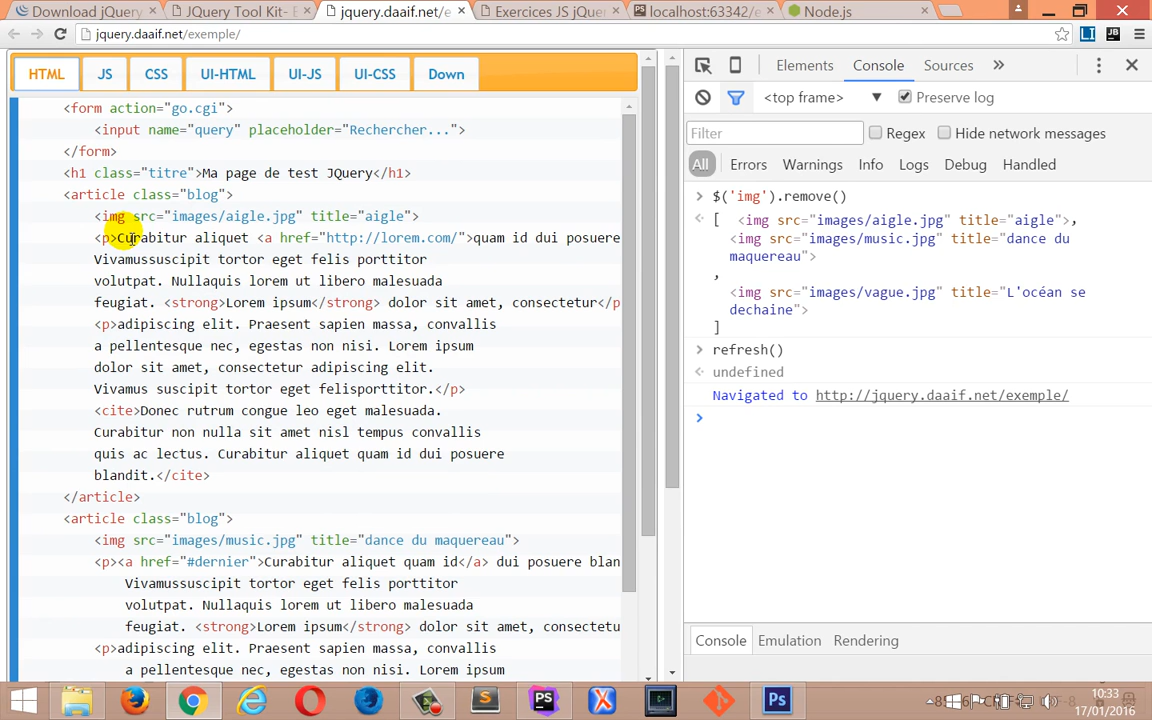 Download jQuery
JQuery Tool Kit- E
jquery.daaif.net/e
Exercices JS jQuer
localhost:63342/e
Node.js
jquery.daaif.net/exemple/
HTML JS CSS UI-HTML UI-JS UI-CSS Down
<form action="go.cgi">
<input name="query" placeholder="Rechercher...">
</form>
<h1 class="titre">Ma page de test JQuery</h1>
<article class="blog">
<img src="images/aigle.jpg" title="aigle">
<p>Curabitur aliquet <a href="http://lorem.com/">quam id dui posuere
Vivamussuscipit tortor eget felis porttitor
volutpat. Nullaquis lorem ut libero malesuada
feugiat. <strong>Lorem ipsum</strong> dolor sit amet, consectetur</p
<p>adipiscing elit. Praesent sapien massa, convallis
a pellentesque nec, egestas non nisi. Lorem ipsum
dolor sit amet, consectetur adipiscing elit.
Vivamus suscipit tortor eget felisporttitor.</p>
<cite>Donec rutrum congue leo eget malesuada.
Curabitur non nulla sit amet nisl tempus convallis
quis ac lectus. Curabitur aliquet quam id dui posuere
blandit.</cite>
</article>
<article class="blog">
<img src="images/music.jpg" title="dance du maquereau">
<p><a href="#dernier">Curabitur aliquet quam id</a> dui posuere blan
Vivamussuscipit tortor eget felis porttitor
volutpat. Nullaquis lorem ut libero malesuada
feugiat. <strong>Lorem ipsum</strong> dolor sit amet, consectetu
<p>adipiscing elit. Praesent sapien massa, convallis
a pellentesque nec, egestas non nisi. Lorem ipsum
Elements Console Sources »
<top frame> ▼ Preserve log
Filter Regex Hide network messages
All Errors Warnings Info Logs Debug Handled
> $('img').remove()
[ <img src="images/aigle.jpg" title="aigle">,
<img src="images/music.jpg" title="dance du
maquereau">
,
<img src="images/vague.jpg" title="L'océan se
dechaine">
]
> refresh()
undefined
Navigated to http://jquery.daaif.net/exemple/
>
Console Emulation Rendering
10:33
17/01/2016